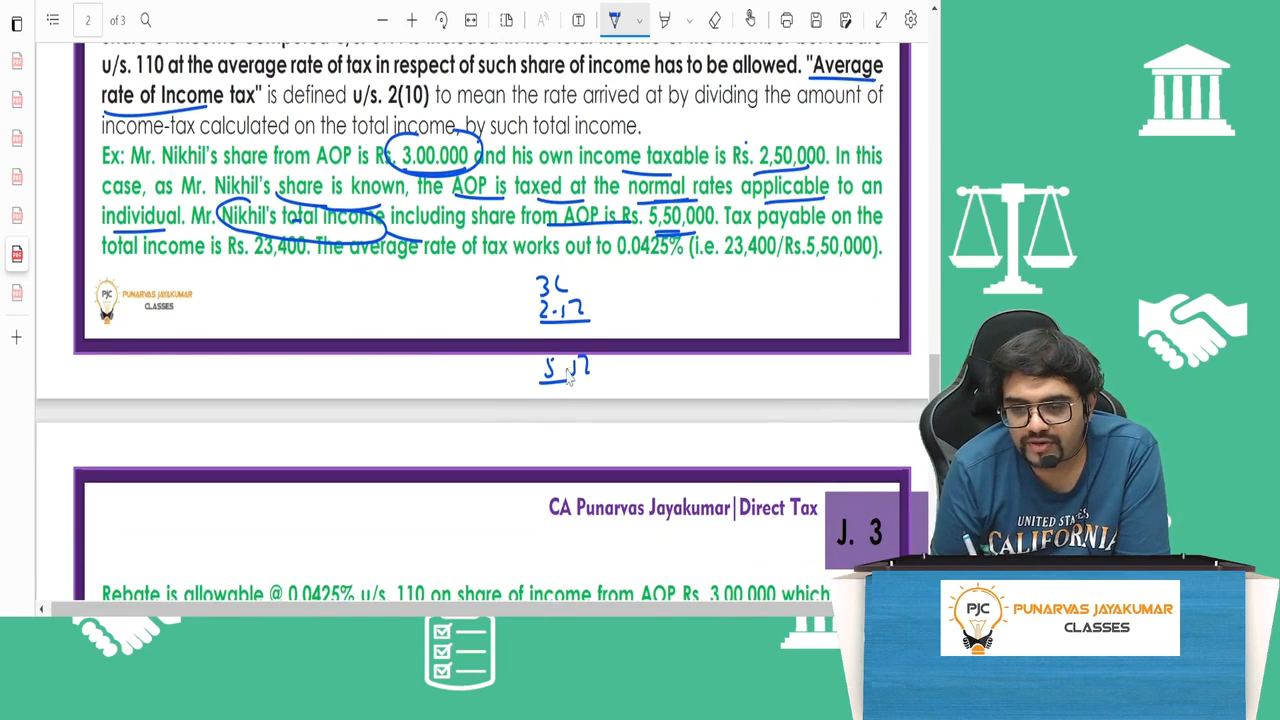 2
of 3
u/s. 110 at the average rate of tax in respect of such share of income has to be allowed. "Average
rate of Income tax" is defined u/s. 2(10) to mean the rate arrived at by dividing the amount of
income-tax calculated on the total income, by such total income.
Ex: Mr. Nikhil's share from AOP is Rs. 3.00.000 and his own income taxable is Rs. 2,50,000. In this
case, as Mr. Nikhil's share is known, the AOP is taxed at the normal rates applicable to an
individual. Mr. Nikhil's total income including share from AOP is Rs. 5,50,000. Tax payable on the
total income is Rs. 23,400. The average rate of tax works out to 0.0425% (i.e. 23,400/Rs.5,50,000).
PJC
PUNARVAS JAYAKUMAR
CLASSES
CA Punarvas Jayakumar|Direct Tax
J. 3
Rebate is allowable @ 0.0425% u/s. 110 on share of income from AOP Rs. 3.00.000 which
UNITED STATES
CALIFORNIA
PJC
PUNARVAS JAYAKUMAR
CLASSES